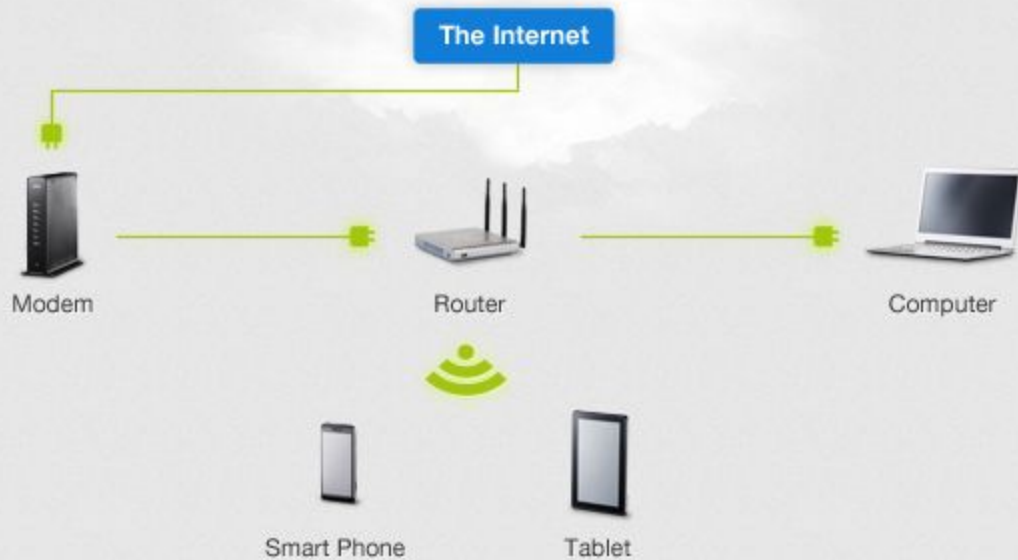 The Internet
Modem
Router
Computer
Smart Phone
Tablet